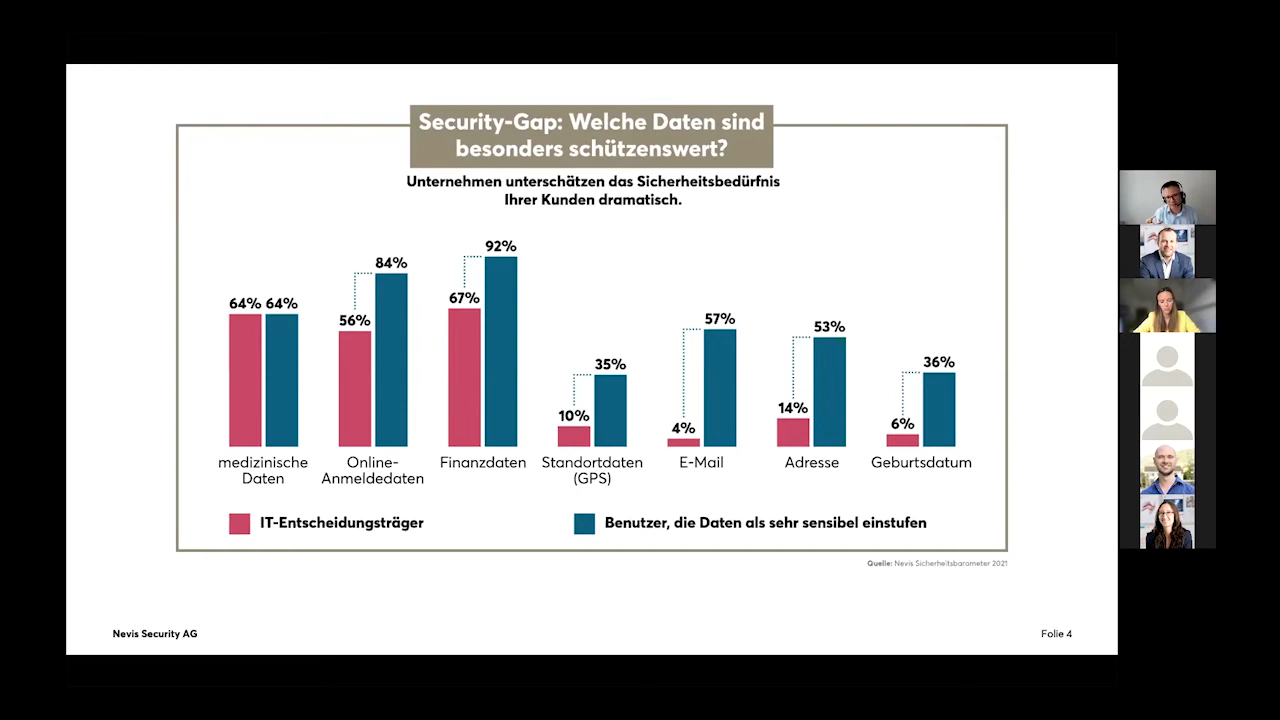 Security-Gap: Welche Daten sind
besonders schützenswert?
Unternehmen unterschätzen das Sicherheitsbedürfnis
Ihrer Kunden dramatisch.
64% 64%
56% 84%
67% 92%
10% 35%
4% 57%
14% 53%
6% 36%
medizinische
Daten
Online-
Anmeldedaten
Finanzdaten
Standortdaten
(GPS)
E-Mail
Adresse
Geburtsdatum
IT-Entscheidungsträger
Benutzer, die Daten als sehr sensibel einstufen
Quelle: Nevis Sicherheitsbarometer 2021
Nevis Security AG
Folie 4